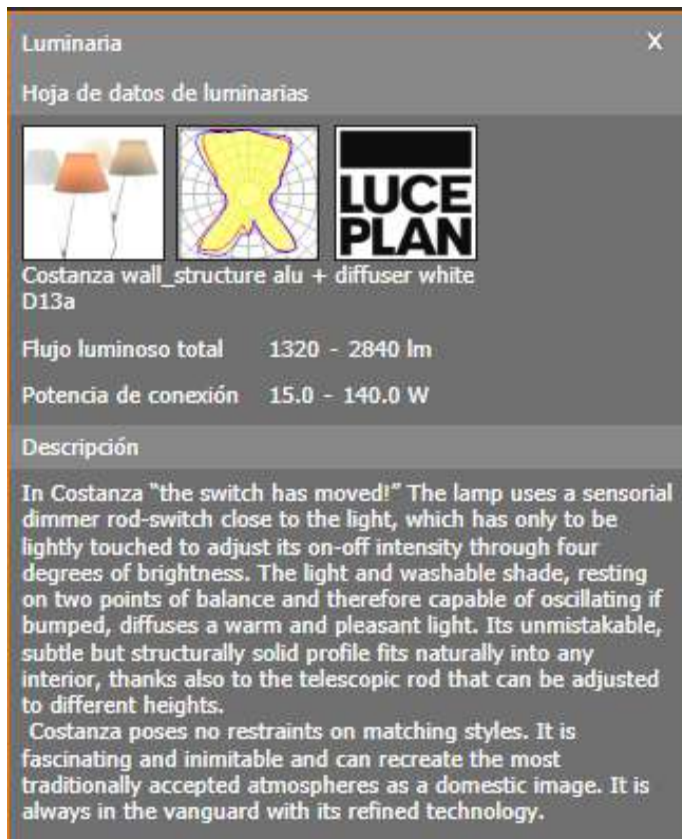 Luminaria X
Hoja de datos de luminarias
LUCE
PLAN
Costanza wall_structure alu + diffuser white
D13a
Flujo luminoso total 1320 - 2840 lm
Potencia de conexión 15.0 - 140.0 W
Descripción
In Costanza “the switch has moved!” The lamp uses a sensorial
dimmer rod-switch close to the light, which has only to be
lightly touched to adjust its on-off intensity through four
degrees of brightness. The light and washable shade, resting
on two points of balance and therefore capable of oscillating if
bumped, diffuses a warm and pleasant light. Its unmistakable,
subtle but structurally solid profile fits naturally into any
interior, thanks also to the telescopic rod that can be adjusted
to different heights.
Costanza poses no restraints on matching styles. It is
fascinating and inimitable and can recreate the most
traditionally accepted atmospheres as a domestic image. It is
always in the vanguard with its refined technology.